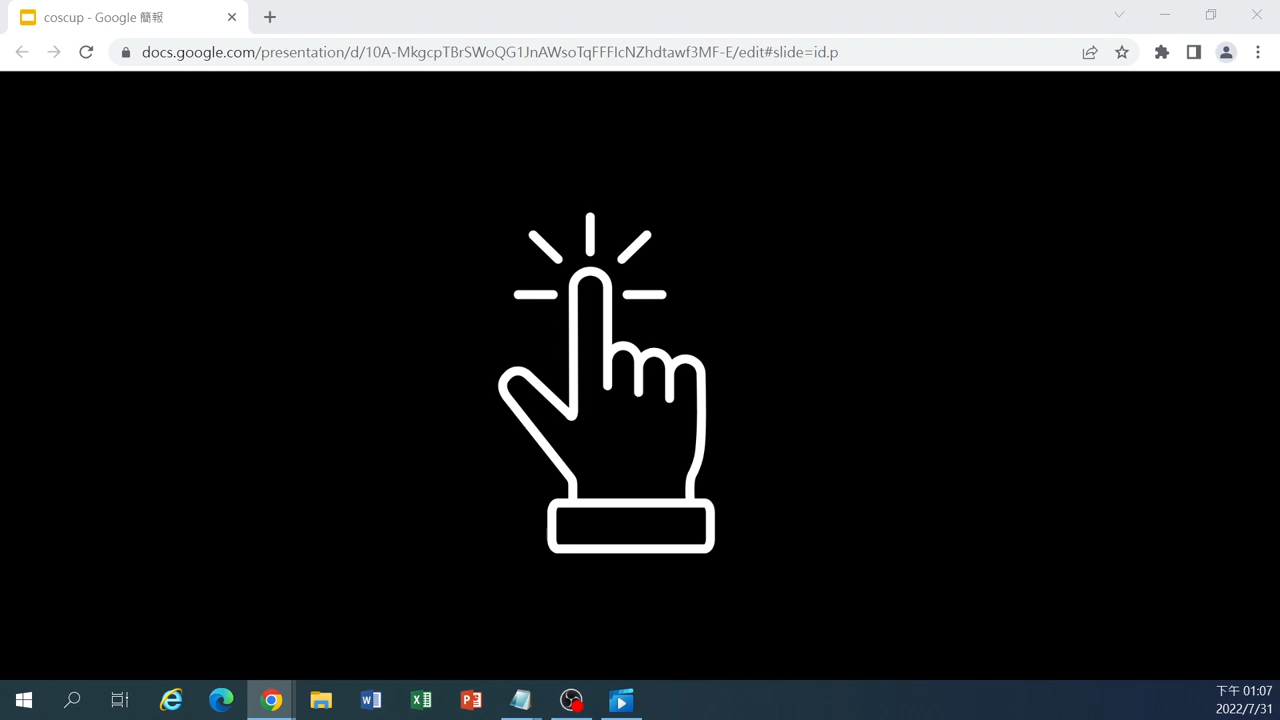 coscup - Google 簡報
docs.google.com/presentation/d/10A-MkgcpTBrSWoQG1JnAWsoTqFFFIcNZhdtawf3MF-E/edit#slide=id.p
下午 01:07
2022/7/31